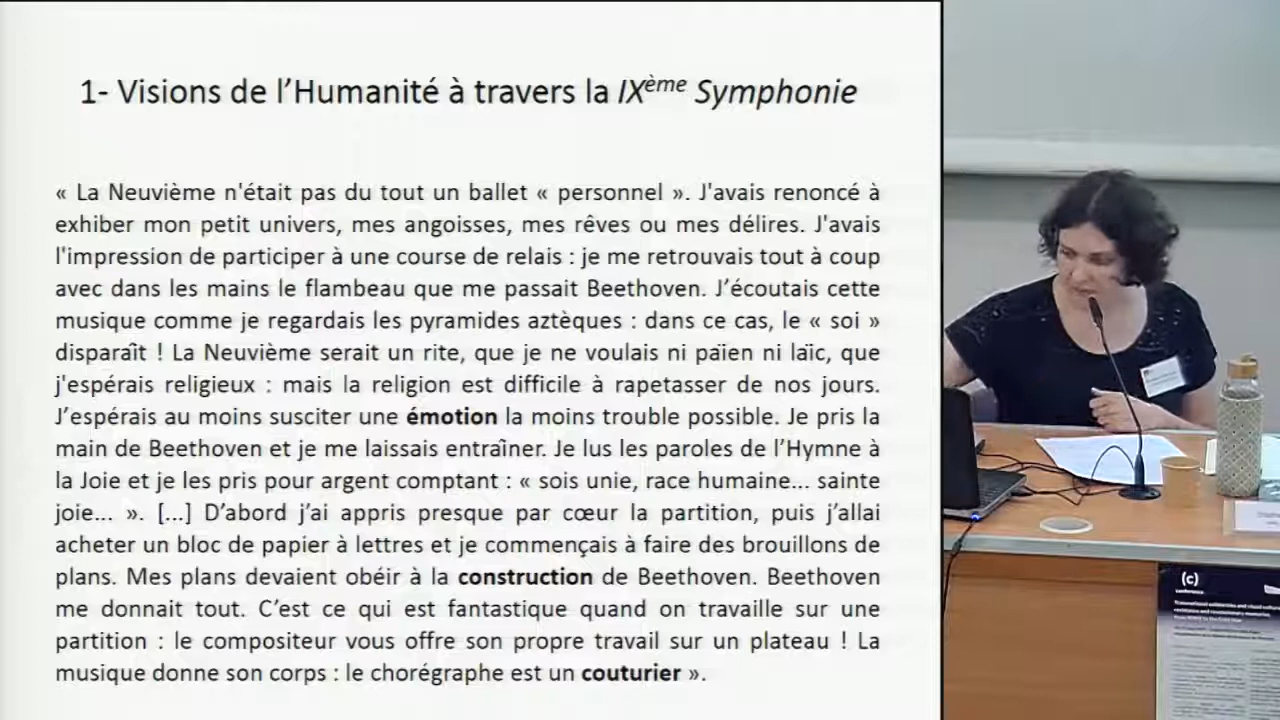 1- Visions de l’Humanité à travers la IXème Symphonie
« La Neuvième n'était pas du tout un ballet « personnel ». J'avais renoncé à
exhiber mon petit univers, mes angoisses, mes rêves ou mes délires. J'avais
l'impression de participer à une course de relais : je me retrouvais tout à coup
avec dans les mains le flambeau que me passait Beethoven. J’écoutais cette
musique comme je regardais les pyramides aztèques : dans ce cas, le « soi »
disparaît ! La Neuvième serait un rite, que je ne voulais ni païen ni laïc, que
j'espérais religieux : mais la religion est difficile à rapetasser de nos jours.
J’espérais au moins susciter une émotion la moins trouble possible. Je pris la
main de Beethoven et je me laissais entraîner. Je lus les paroles de l’Hymne à
la Joie et je les pris pour argent comptant : « sois unie, race humaine... sainte
joie... ». [...] D’abord j’ai appris presque par cœur la partition, puis j’allai
acheter un bloc de papier à lettres et je commençais à faire des brouillons de
plans. Mes plans devaient obéir à la construction de Beethoven. Beethoven
me donnait tout. C’est ce qui est fantastique quand on travaille sur une
partition : le compositeur vous offre son propre travail sur un plateau ! La
musique donne son corps : le chorégraphe est un couturier ».
(c)
conference